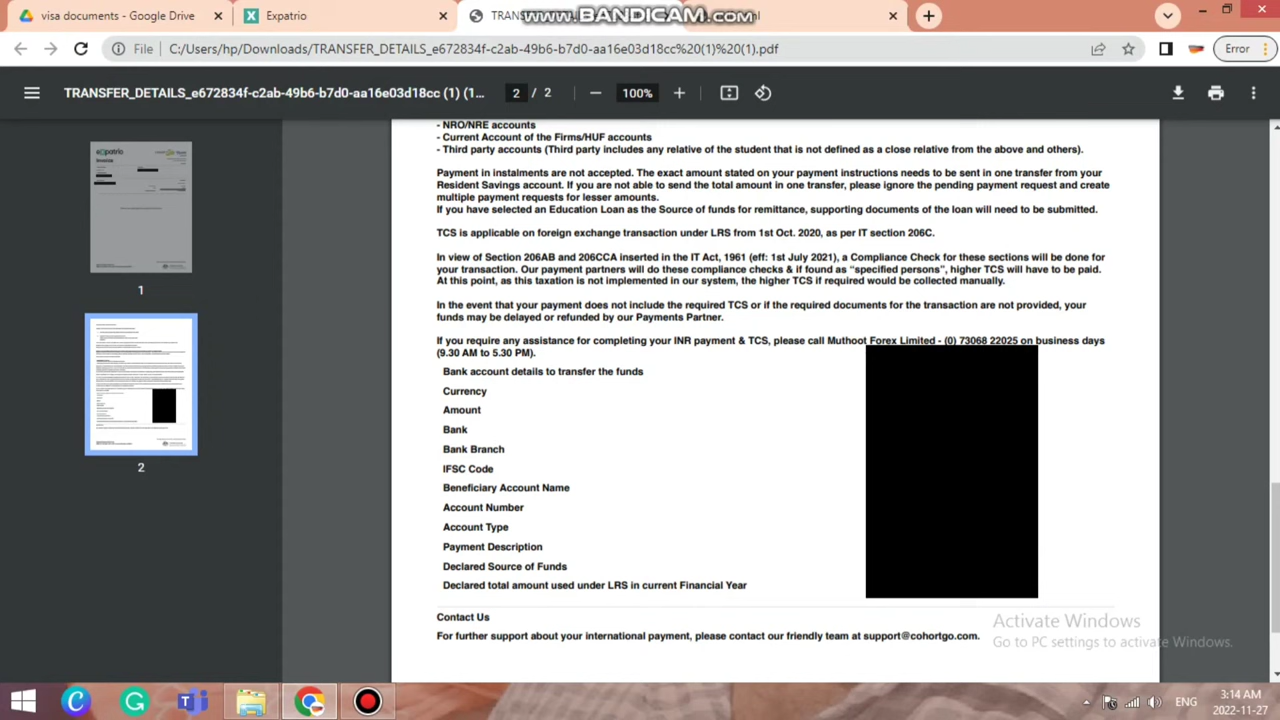 visa documents - Google Drive
Expatrio
www.BANDICAM.com
File
C:/Users/hp/Downloads/TRANSFER_DETAILS_e672834f-c2ab-49b6-b7d0-aa16e03d18cc%20(1)%20(1).pdf
Error
TRANSFER_DETAILS_e672834f-c2ab-49b6-b7d0-aa16e03d18cc (1) (1...
2 / 2
100%
- NRO/NRE accounts
- Current Account of the Firms/HUF accounts
- Third party accounts (Third party includes any relative of the student that is not defined as a close relative from the above and others).
Payment in instalments are not accepted. The exact amount stated on your payment instructions needs to be sent in one transfer from your
Resident Savings account. If you are not able to send the total amount in one transfer, please ignore the pending payment request and create
multiple payment requests for lesser amounts.
If you have selected an Education Loan as the Source of funds for remittance, supporting documents of the loan will need to be submitted.
TCS is applicable on foreign exchange transaction under LRS from 1st Oct. 2020, as per IT section 206C.
In view of Section 206AB and 206CCA inserted in the IT Act, 1961 (eff: 1st July 2021), a Compliance Check for these sections will be done for
your transaction. Our payment partners will do these compliance checks & if found as “specified persons”, higher TCS will have to be paid.
At this point, as this taxation is not implemented in our system, the higher TCS if required would be collected manually.
In the event that your payment does not include the required TCS or if the required documents for the transaction are not provided, your
funds may be delayed or refunded by our Payments Partner.
If you require any assistance for completing your INR payment & TCS, please call Muthoot Forex Limited - (0) 73068 22025 on business days
(9.30 AM to 5.30 PM).
Bank account details to transfer the funds
Currency
Amount
Bank
Bank Branch
IFSC Code
Beneficiary Account Name
Account Number
Account Type
Payment Description
Declared Source of Funds
Declared total amount used under LRS in current Financial Year
Contact Us
For further support about your international payment, please contact our friendly team at support@cohortgo.com.
1
2
Activate Windows
Go to PC settings to activate Windows.
ENG
3:14 AM
2022-11-27